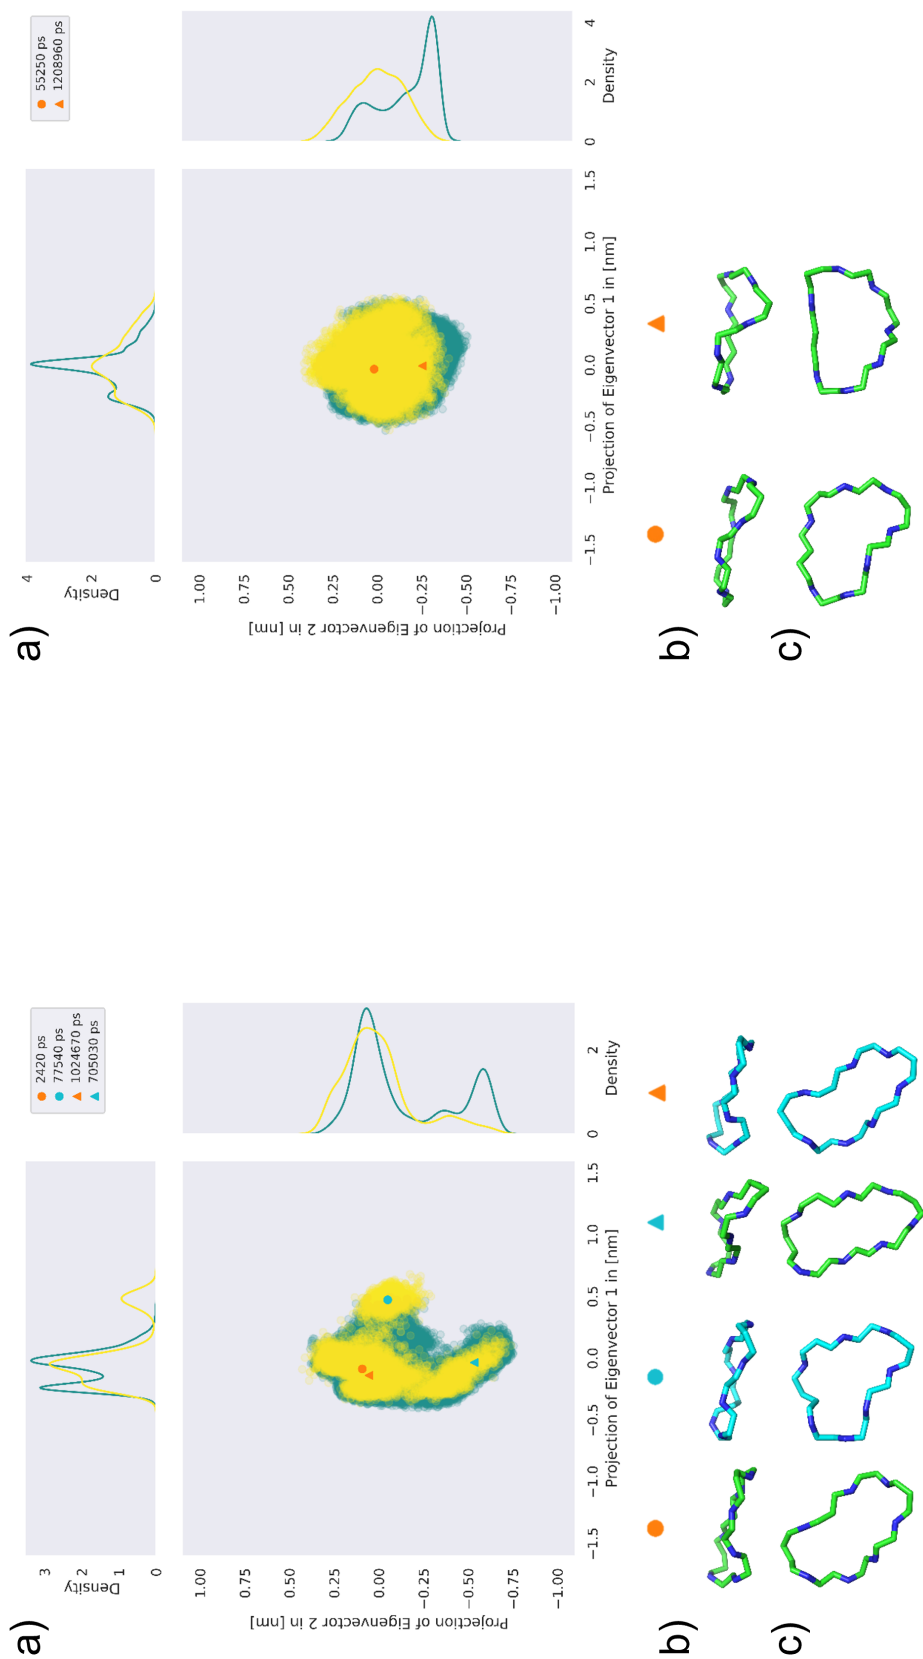 a)
3
2
1
0
Density
2420 ps
77540 ps
1024670 ps
705030 ps
1.00
0.75
0.50
0.25
0.00
−0.25
−0.50
−0.75
−1.00
Projection of Eigenvector 2 in [nm]
−1.5 −1.0 −0.5 0.0 0.5 1.0 1.5
Projection of Eigenvector 1 in [nm]
0 2
Density
b)
c)
a)
4
2
0
Density
55250 ps
1208960 ps
1.00
0.75
0.50
0.25
0.00
−0.25
−0.50
−0.75
−1.00
Projection of Eigenvector 2 in [nm]
−1.5 −1.0 −0.5 0.0 0.5 1.0 1.5
Projection of Eigenvector 1 in [nm]
0 2 4
Density
b)
c)